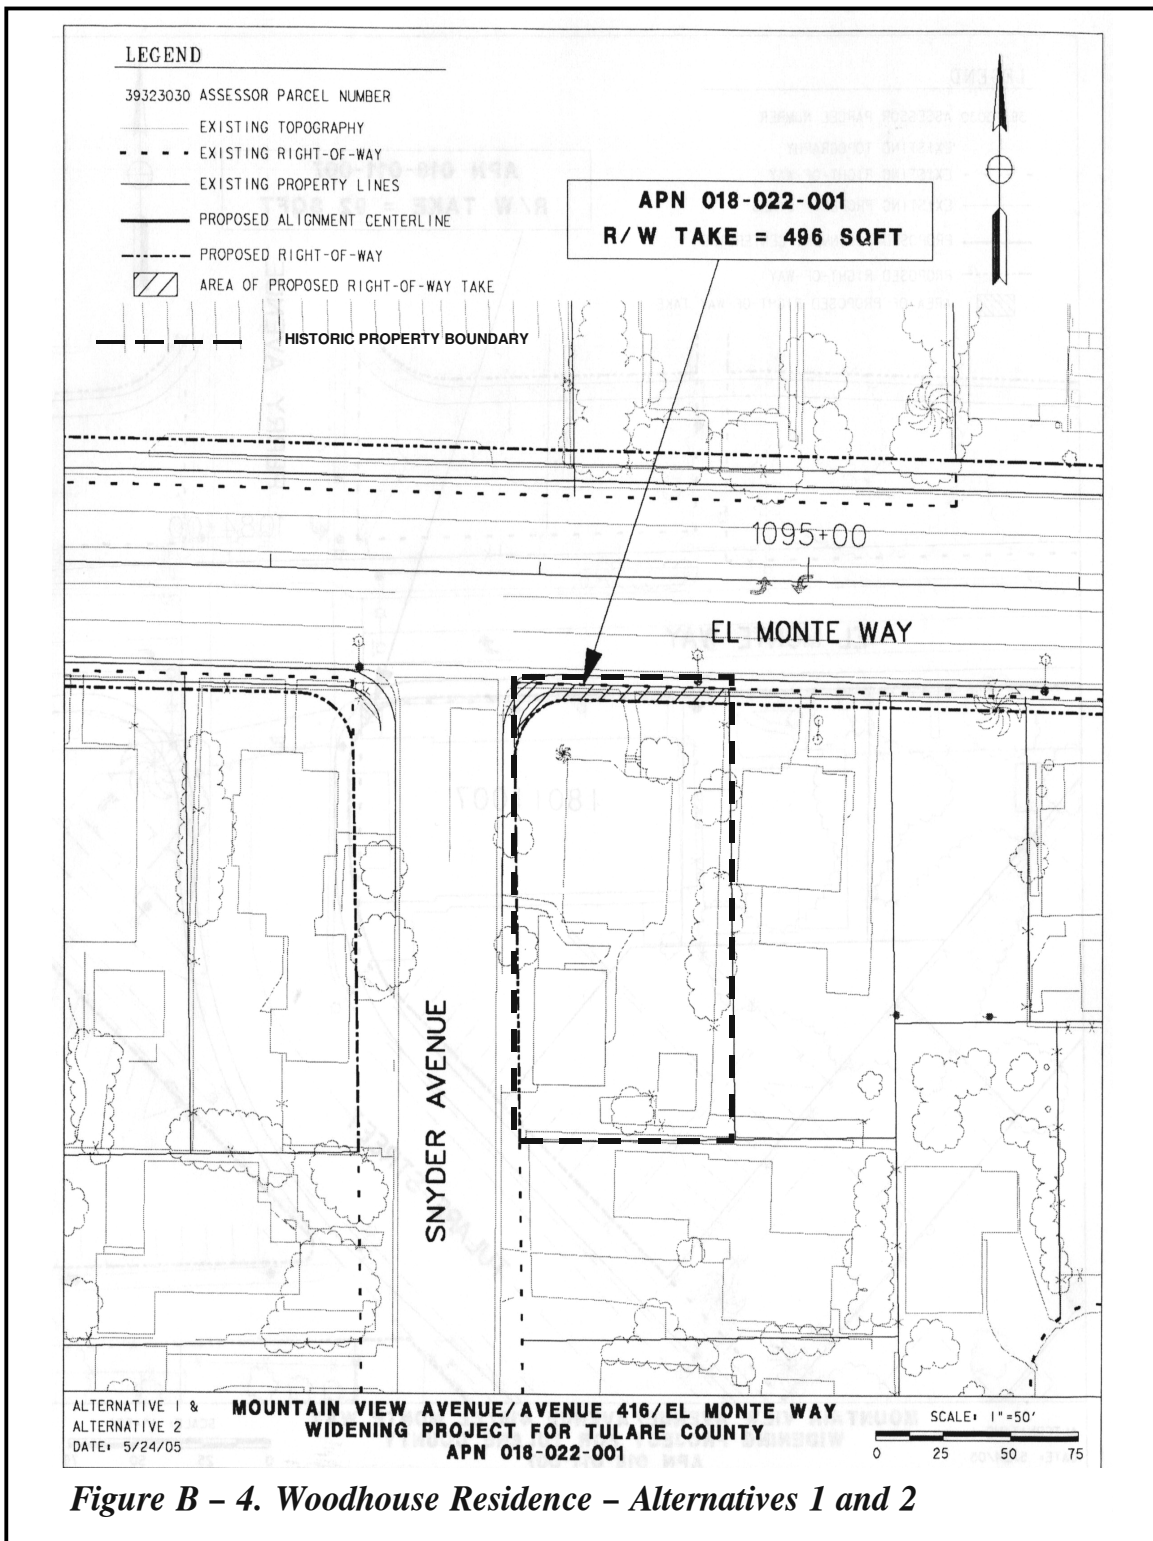 LEGEND
39323030 ASSESSOR PARCEL NUMBER
EXISTING TOPOGRAPHY
EXISTING RIGHT-OF-WAY
EXISTING PROPERTY LINES
PROPOSED ALIGNMENT CENTERLINE
PROPOSED RIGHT-OF-WAY
AREA OF PROPOSED RIGHT-OF-WAY TAKE
HISTORIC PROPERTY BOUNDARY
APN 018-022-001
R/W TAKE = 496 SQFT
1095+00
EL MONTE WAY
SNYDER AVENUE
ALTERNATIVE 1 &
ALTERNATIVE 2
DATE: 5/24/05
MOUNTAIN VIEW AVENUE/AVENUE 416/EL MONTE WAY
WIDENING PROJECT FOR TULARE COUNTY
APN 018-022-001
SCALE: 1"=50'
0 25 50 75
Figure B – 4. Woodhouse Residence – Alternatives 1 and 2